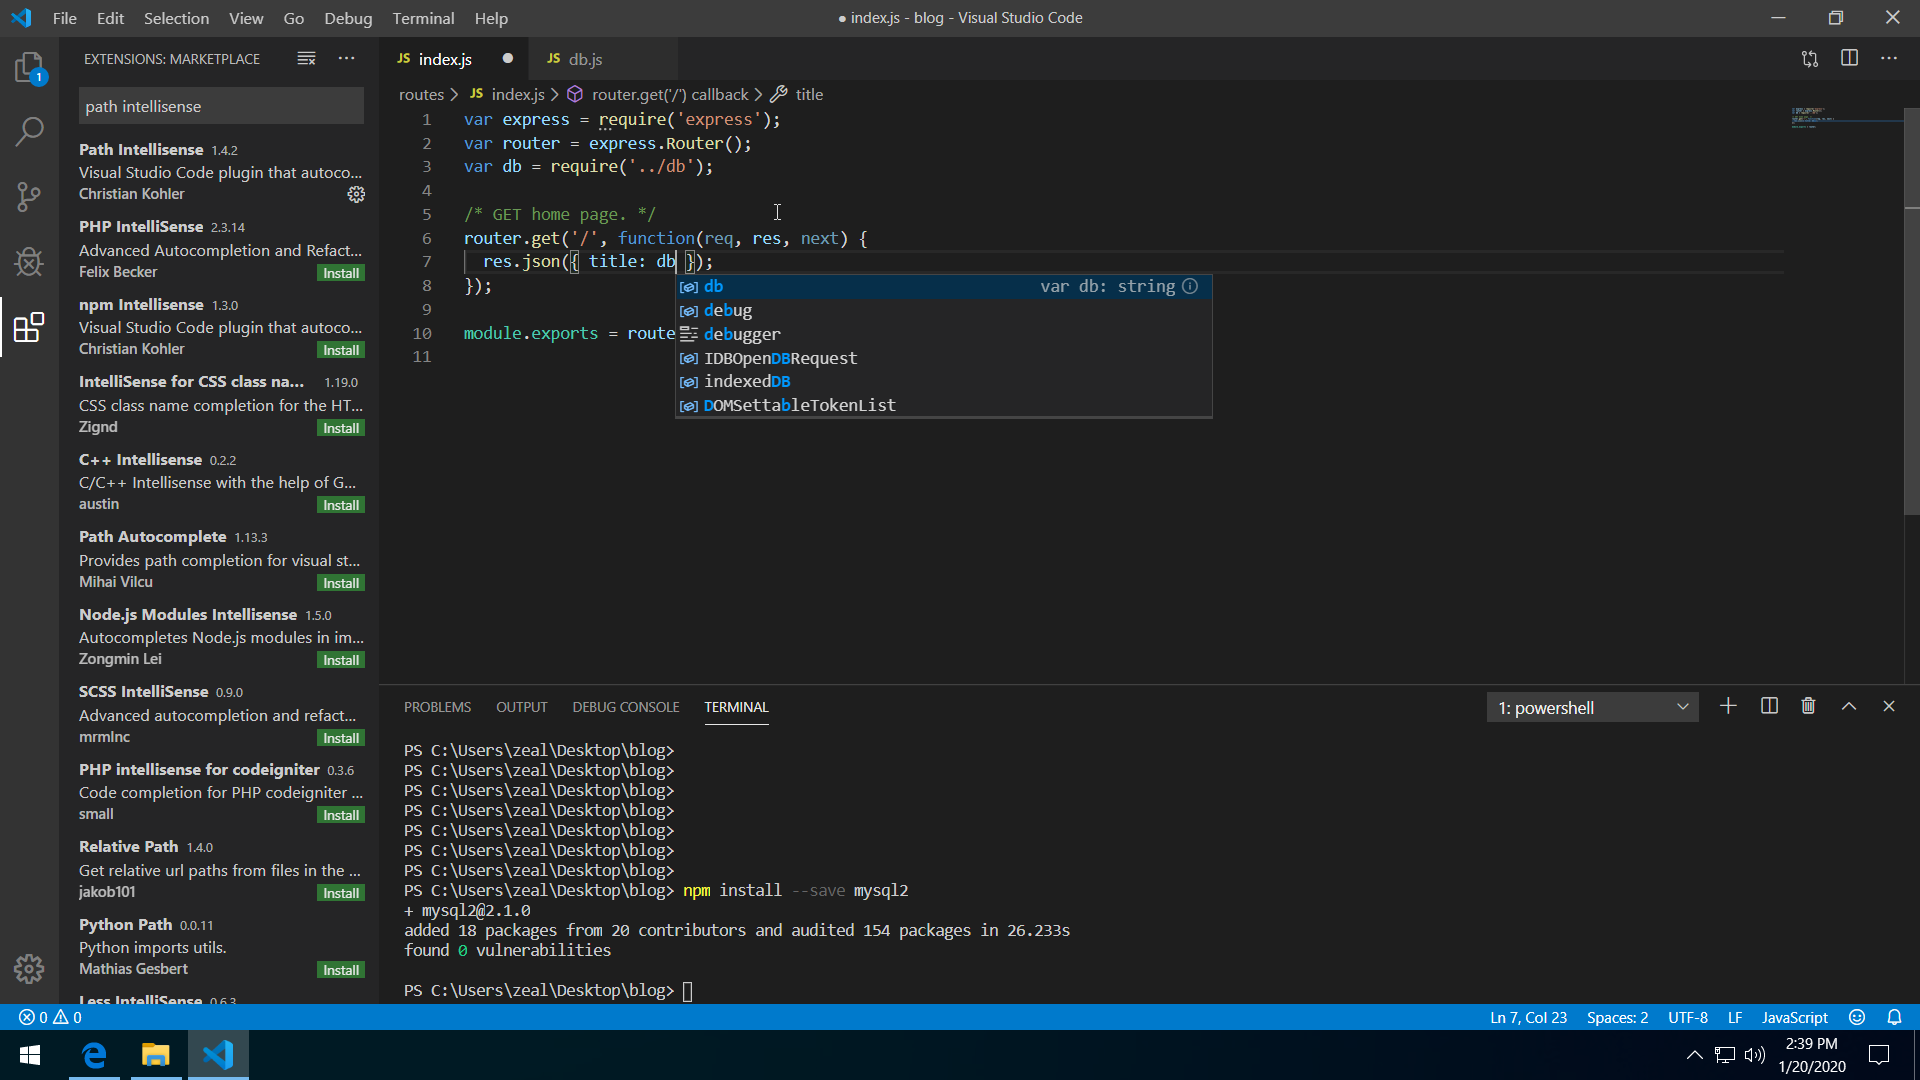 File Edit Selection View Go Debug Terminal Help
● index.js - blog - Visual Studio Code
1
EXTENSIONS: MARKETPLACE
path intellisense
Path Intellisense 1.4.2
Visual Studio Code plugin that autoco...
Christian Kohler
PHP IntelliSense 2.3.14
Advanced Autocompletion and Refact...
Felix Becker Install
npm Intellisense 1.3.0
Visual Studio Code plugin that autoco...
Christian Kohler Install
IntelliSense for CSS class na... 1.19.0
CSS class name completion for the HT...
Zignd Install
C++ Intellisense 0.2.2
C/C++ Intellisense with the help of G...
austin Install
Path Autocomplete 1.13.3
Provides path completion for visual st...
Mihai Vilcu Install
Node.js Modules Intellisense 1.5.0
Autocompletes Node.js modules in im...
Zongmin Lei Install
SCSS IntelliSense 0.9.0
Advanced autocompletion and refact...
mrmlnc Install
PHP intellisense for codeigniter 0.3.6
Code completion for PHP codeigniter ...
small Install
Relative Path 1.4.0
Get relative url paths from files in the ...
jakob101 Install
Python Path 0.0.11
Python imports utils.
Mathias Gesbert Install
Less IntelliSense 0.6.3
JS index.js ● JS db.js
routes > JS index.js > router.get('/') callback > title
1 var express = require('express');
2 var router = express.Router();
3 var db = require('../db');
4
5 /* GET home page. */
6 router.get('/', function(req, res, next) {
7 res.json({ title: db });
8 });
9
10 module.exports = route
11
db var db: string
debug
debugger
IDBOpenDBRequest
indexedDB
DOMSettableTokenList
PROBLEMS OUTPUT DEBUG CONSOLE TERMINAL
1: powershell
PS C:\Users\zeal\Desktop\blog>
PS C:\Users\zeal\Desktop\blog>
PS C:\Users\zeal\Desktop\blog>
PS C:\Users\zeal\Desktop\blog>
PS C:\Users\zeal\Desktop\blog>
PS C:\Users\zeal\Desktop\blog>
PS C:\Users\zeal\Desktop\blog>
PS C:\Users\zeal\Desktop\blog> npm install --save mysql2
+ mysql2@2.1.0
added 18 packages from 20 contributors and audited 154 packages in 26.233s
found 0 vulnerabilities
PS C:\Users\zeal\Desktop\blog>
0 0
Ln 7, Col 23 Spaces: 2 UTF-8 LF JavaScript
2:39 PM
1/20/2020